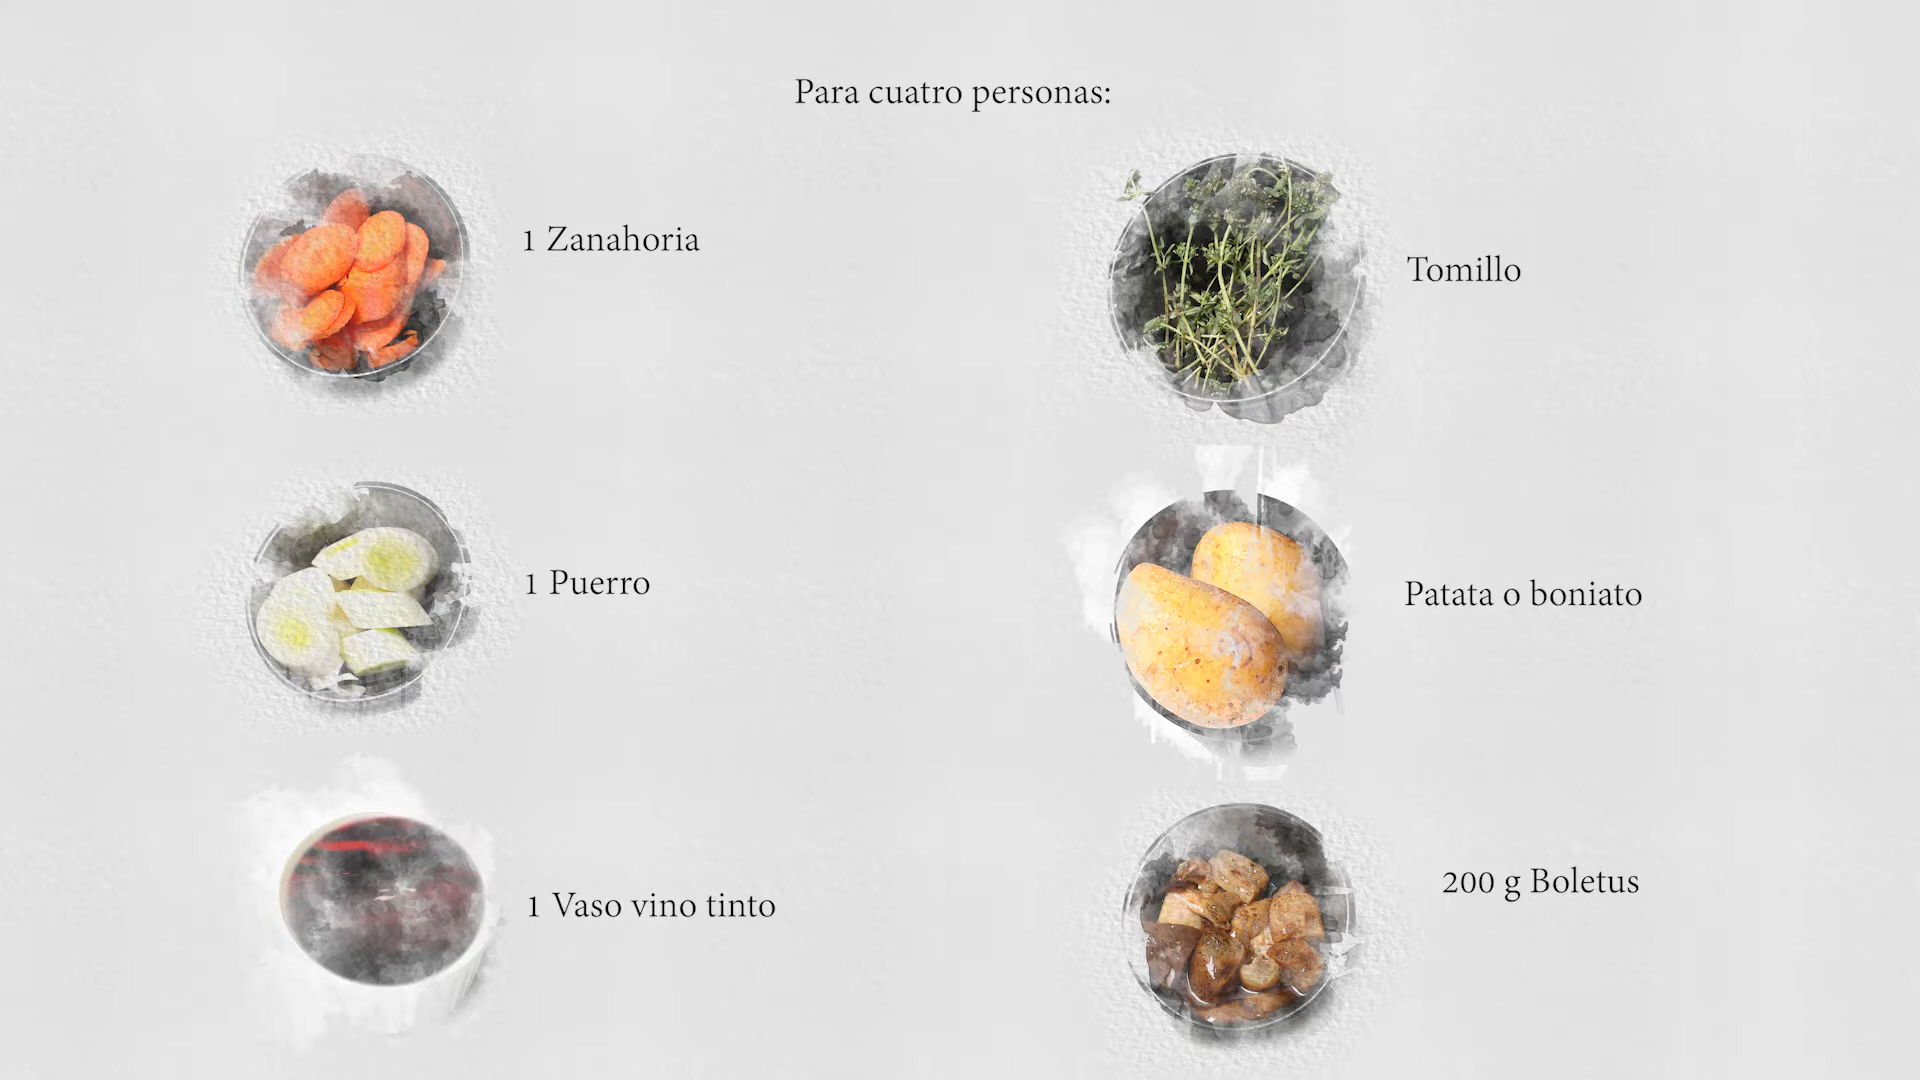 Para cuatro personas:
1 Zanahoria
1 Puerro
1 Vaso vino tinto
Tomillo
Patata o boniato
200 g Boletus